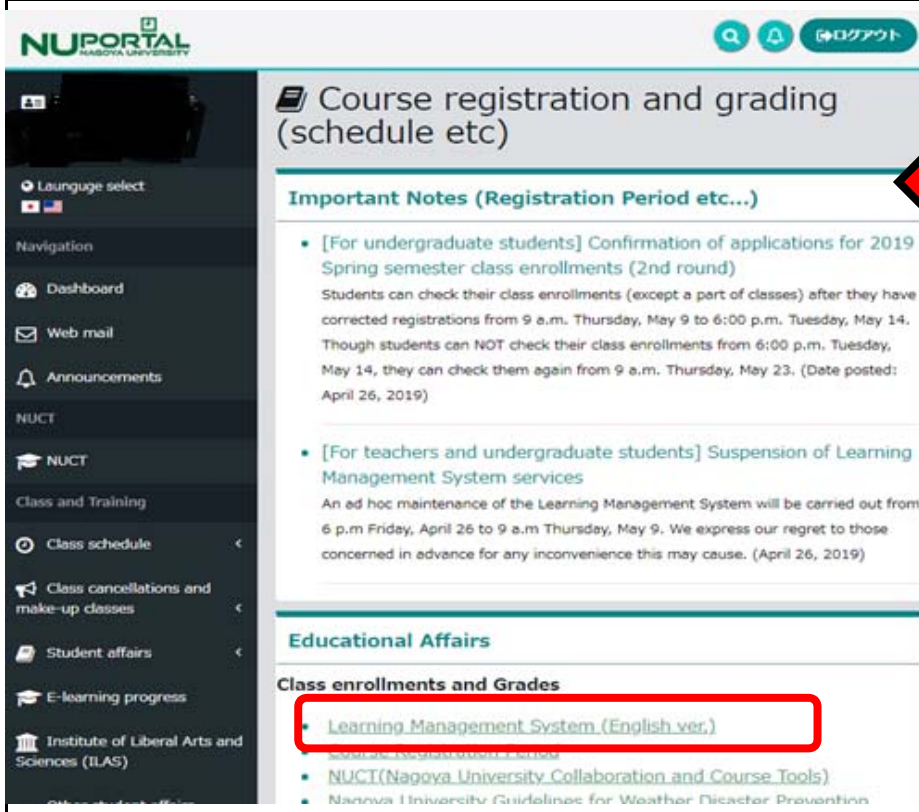 NUPORTAL
NAGOYA UNIVERSITY
ログアウト
Launguge select
Navigation
Dashboard
Web mail
Announcements
NUCT
NUCT
Class and Training
Class schedule
Class cancellations and
make-up classes
Student affairs
E-learning progress
Institute of Liberal Arts and
Sciences (ILAS)
Other student affairs
Course registration and grading
(schedule etc)
Important Notes (Registration Period etc...)
• [For undergraduate students] Confirmation of applications for 2019
Spring semester class enrollments (2nd round)
Students can check their class enrollments (except a part of classes) after they have
corrected registrations from 9 a.m. Thursday, May 9 to 6:00 p.m. Tuesday, May 14.
Though students can NOT check their class enrollments from 6:00 p.m. Tuesday,
May 14, they can check them again from 9 a.m. Thursday, May 23. (Date posted:
April 26, 2019)
• [For teachers and undergraduate students] Suspension of Learning
Management System services
An ad hoc maintenance of the Learning Management System will be carried out from
6 p.m Friday, April 26 to 9 a.m Thursday, May 9. We express our regret to those
concerned in advance for any inconvenience this may cause. (April 26, 2019)
Educational Affairs
Class enrollments and Grades
• Learning Management System (English ver.)
• Course Registration Period
• NUCT(Nagoya University Collaboration and Course Tools)
• Nagoya University Guidelines for Weather Disaster Prevention